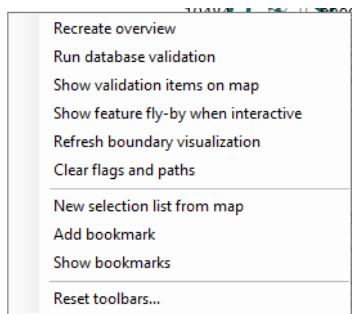 Recreate overview
Run database validation
Show validation items on map
Show feature fly-by when interactive
Refresh boundary visualization
Clear flags and paths
New selection list from map
Add bookmark
Show bookmarks
Reset toolbars...